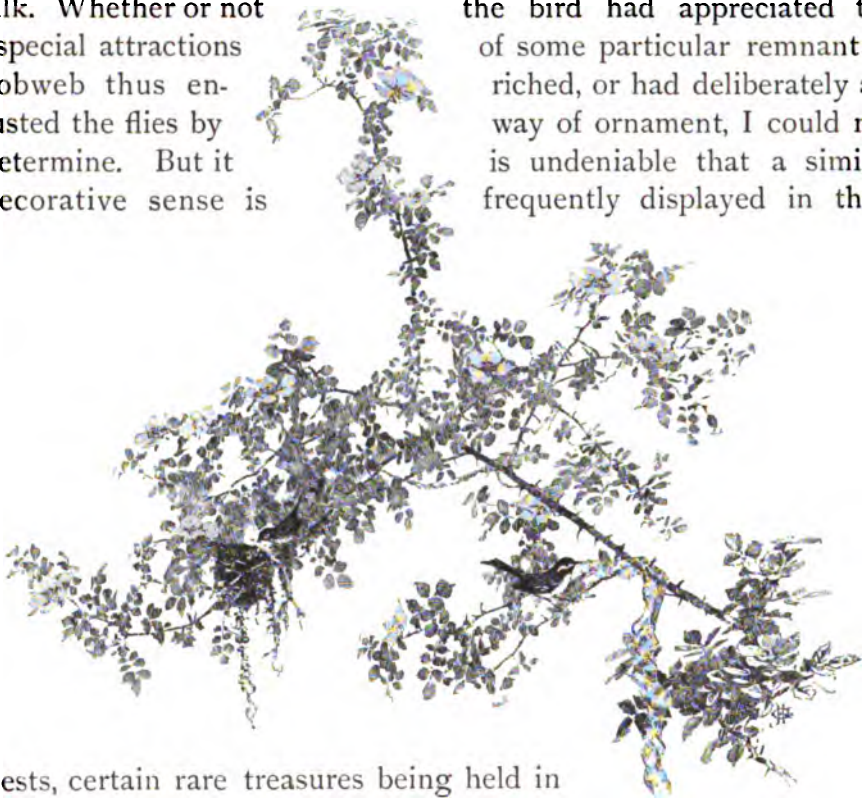 lk. Whether or not the bird had appreciated t
special attractions of some particular remnant
obweb thus en- riched, or had deliberately a
usted the flies by way of ornament, I could n
etermine. But it is undeniable that a simi
ecorative sense is frequently displayed in th
ests, certain rare treasures being held in